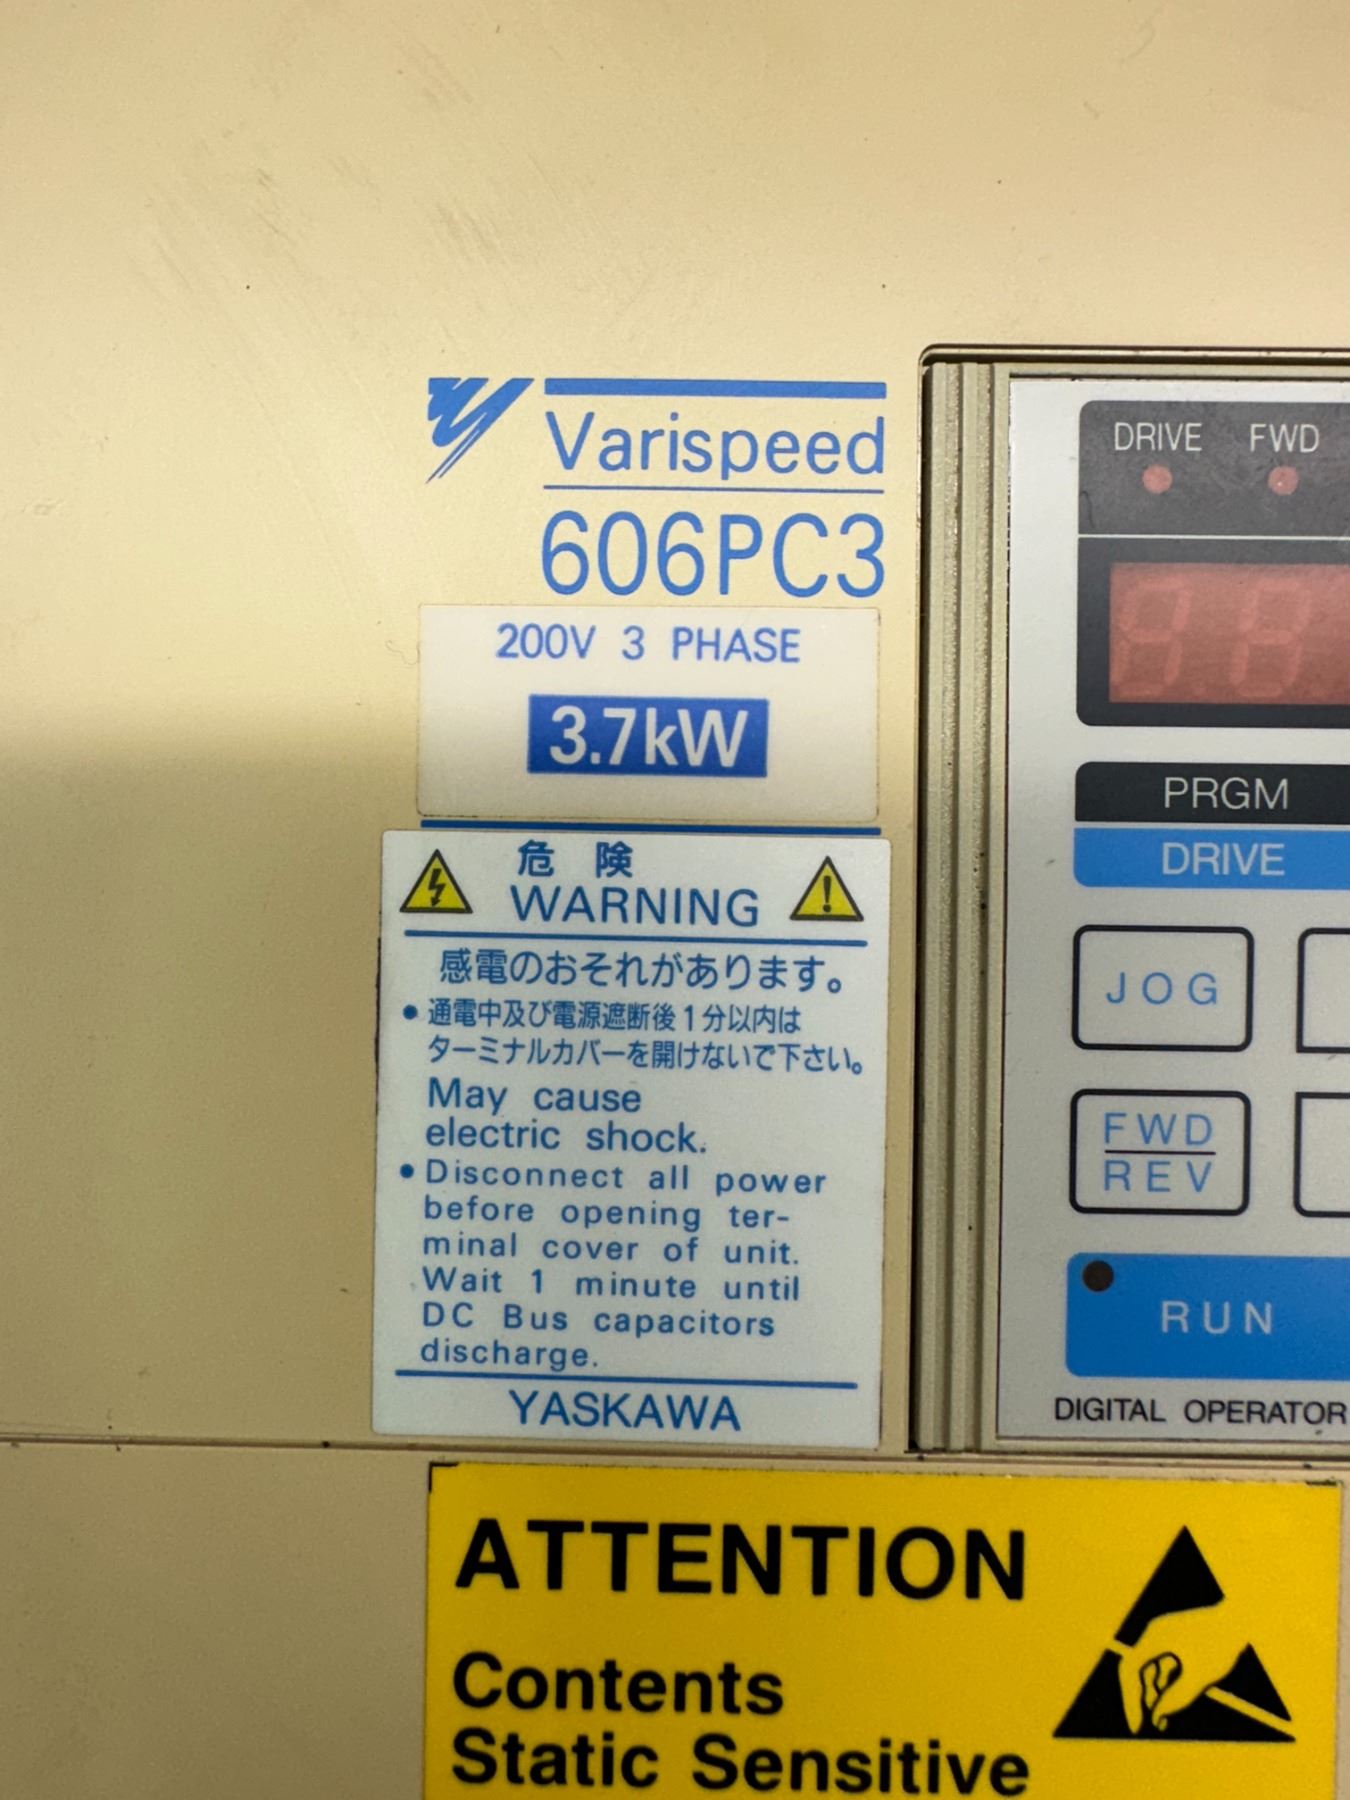 Varispeed
606PC3
200V 3 PHASE
3.7kW
危 険
WARNING
感電のおそれがあります。
• 通電中及び電源遮断後1分以内は
ターミナルカバーを開けないで下さい。
May cause
electric shock.
• Disconnect all power
before opening ter-
minal cover of unit.
Wait 1 minute until
DC Bus capacitors
discharge.
YASKAWA
DRIVE FWD
PRGM
DRIVE
JOG
FWD
REV
RUN
DIGITAL OPERATOR
ATTENTION
Contents
Static Sensitive